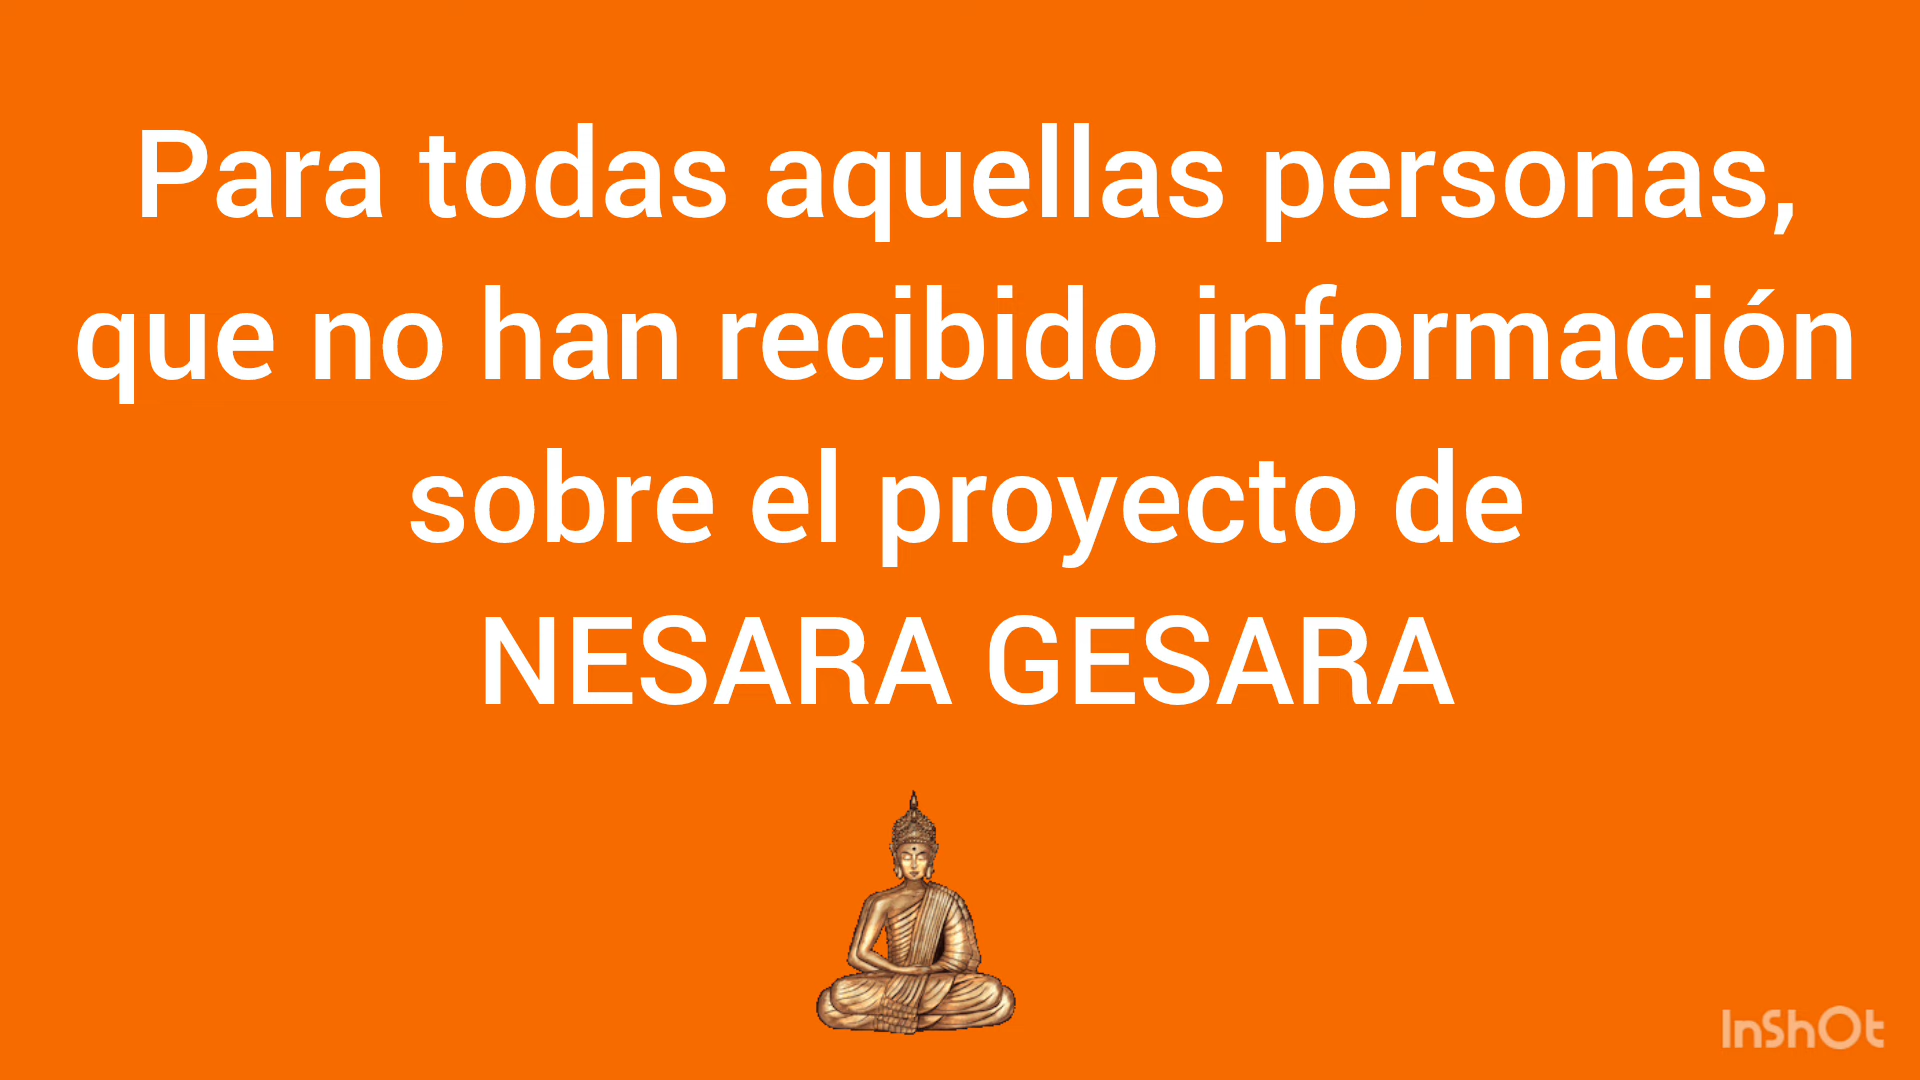 Para todas aquellas personas,
que no han recibido información
sobre el proyecto de
NESARA GESARA
InShOt